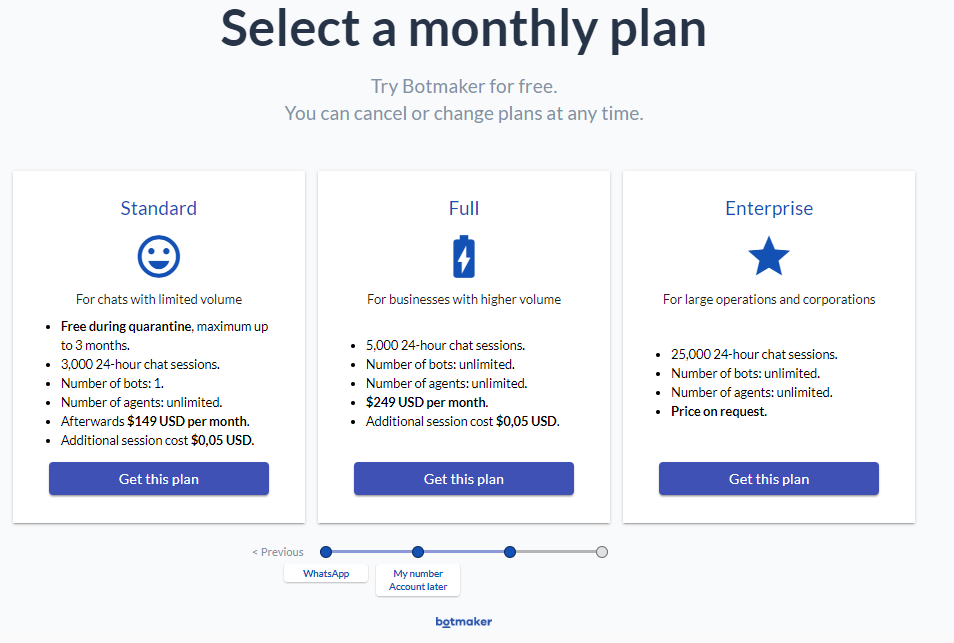 Select a monthly plan
Try Botmaker for free.
You can cancel or change plans at any time.
Standard
For chats with limited volume
• Free during quarantine, maximum up
to 3 months.
• 3,000 24-hour chat sessions.
• Number of bots: 1.
• Number of agents: unlimited.
• Afterwards $149 USD per month.
• Additional session cost $0,05 USD.
Get this plan
Full
For businesses with higher volume
• 5,000 24-hour chat sessions.
• Number of bots: unlimited.
• Number of agents: unlimited.
• $249 USD per month.
• Additional session cost $0,05 USD.
Get this plan
Enterprise
For large operations and corporations
• 25,000 24-hour chat sessions.
• Number of bots: unlimited.
• Number of agents: unlimited.
• Price on request.
Get this plan
< Previous
WhatsApp
My number
Account later
botmaker